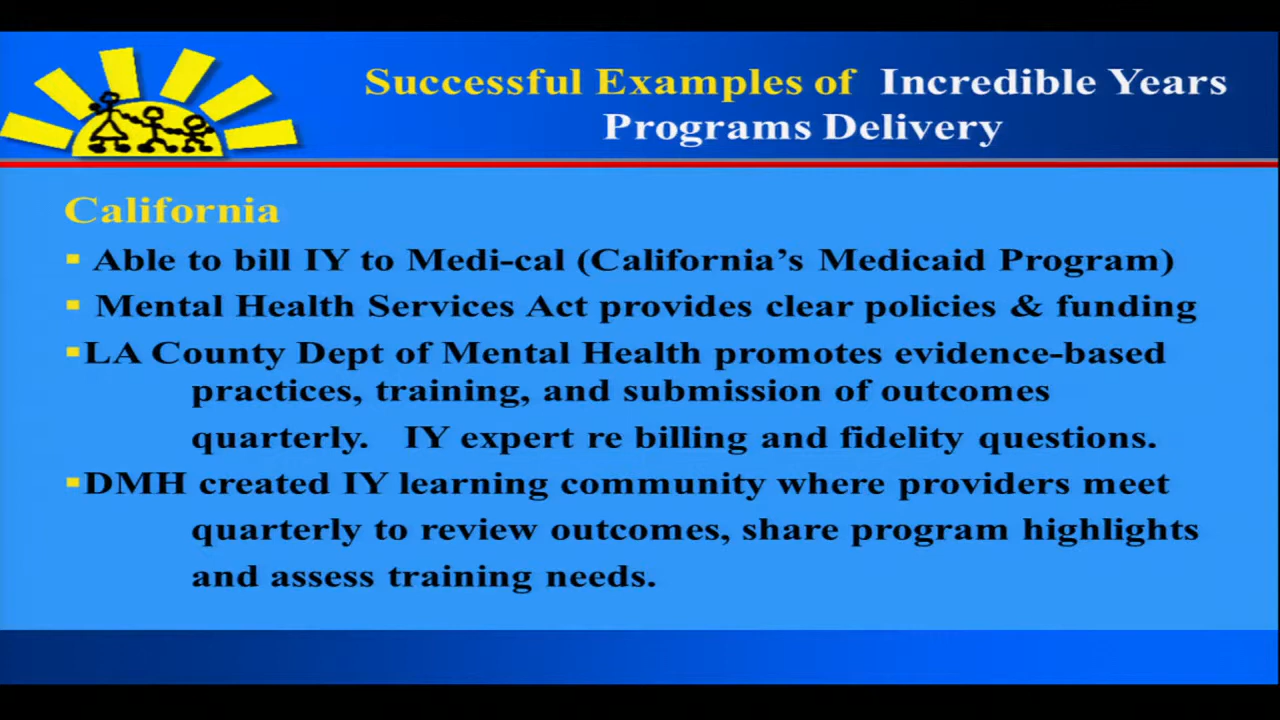 Successful Examples of Incredible Years
Programs Delivery
California
▪ Able to bill IY to Medi-cal (California’s Medicaid Program)
▪ Mental Health Services Act provides clear policies & funding
▪LA County Dept of Mental Health promotes evidence-based
practices, training, and submission of outcomes
quarterly. IY expert re billing and fidelity questions.
▪DMH created IY learning community where providers meet
quarterly to review outcomes, share program highlights
and assess training needs.